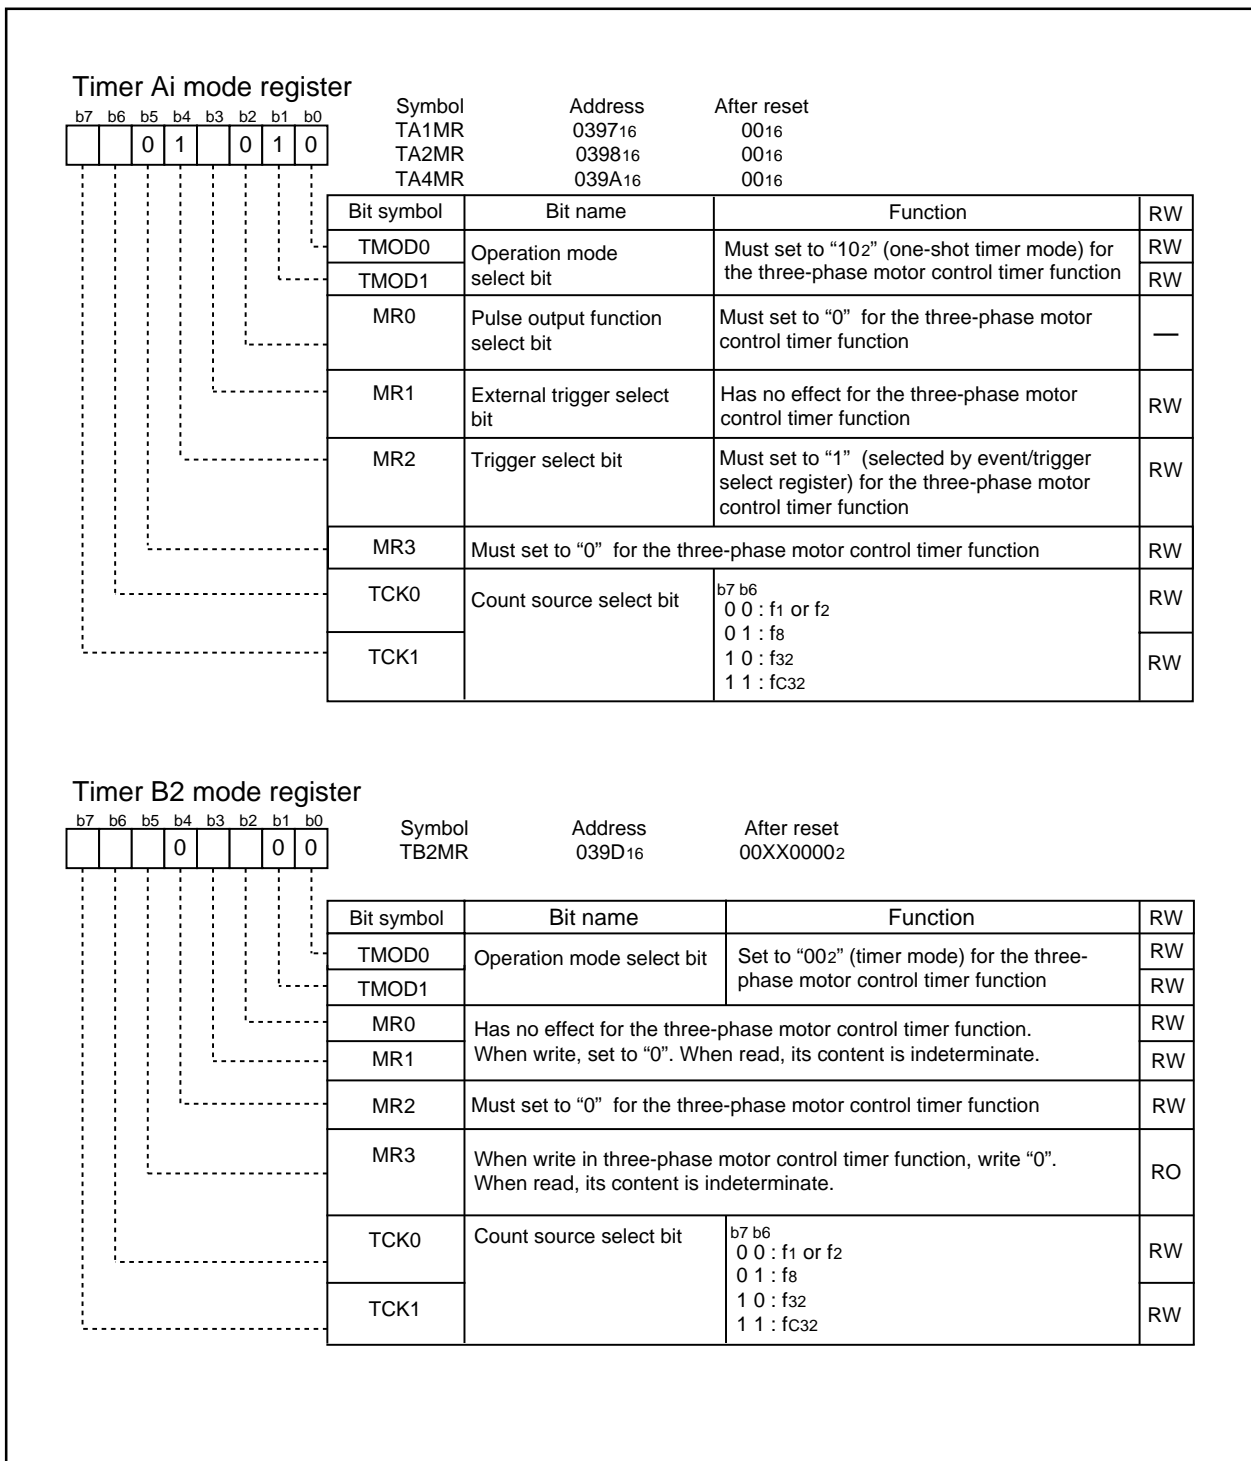 Timer Ai mode register
b7 b6 b5 b4 b3 b2 b1 b0
0 1 0 1 0
Symbol Address After reset
TA1MR 039716 0016
TA2MR 039816 0016
TA4MR 039A16 0016
Bit symbol Bit name Function RW
TMOD0 Operation mode select bit Must set to “102” (one-shot timer mode) for RW
TMOD1 the three-phase motor control timer function RW
MR0 Pulse output function Must set to “0” for the three-phase motor
select bit control timer function —
MR1 External trigger select Has no effect for the three-phase motor RW
bit control timer function
MR2 Trigger select bit Must set to “1” (selected by event/trigger RW
select register) for the three-phase motor
control timer function
MR3 Must set to “0” for the three-phase motor control timer function RW
TCK0 Count source select bit b7 b6 RW
0 0 : f1 or f2
0 1 : f8
TCK1 1 0 : f32 RW
1 1 : fC32
Timer B2 mode register
b7 b6 b5 b4 b3 b2 b1 b0
0 0 0
Symbol Address After reset
TB2MR 039D16 00XX00002
Bit symbol Bit name Function RW
TMOD0 Operation mode select bit Set to “002” (timer mode) for the three- RW
TMOD1 phase motor control timer function RW
MR0 Has no effect for the three-phase motor control timer function. RW
MR1 When write, set to “0”. When read, its content is indeterminate. RW
MR2 Must set to “0” for the three-phase motor control timer function RW
MR3 When write in three-phase motor control timer function, write “0”. RO
When read, its content is indeterminate.
TCK0 Count source select bit b7 b6 RW
0 0 : f1 or f2
0 1 : f8
TCK1 1 0 : f32 RW
1 1 : fC32